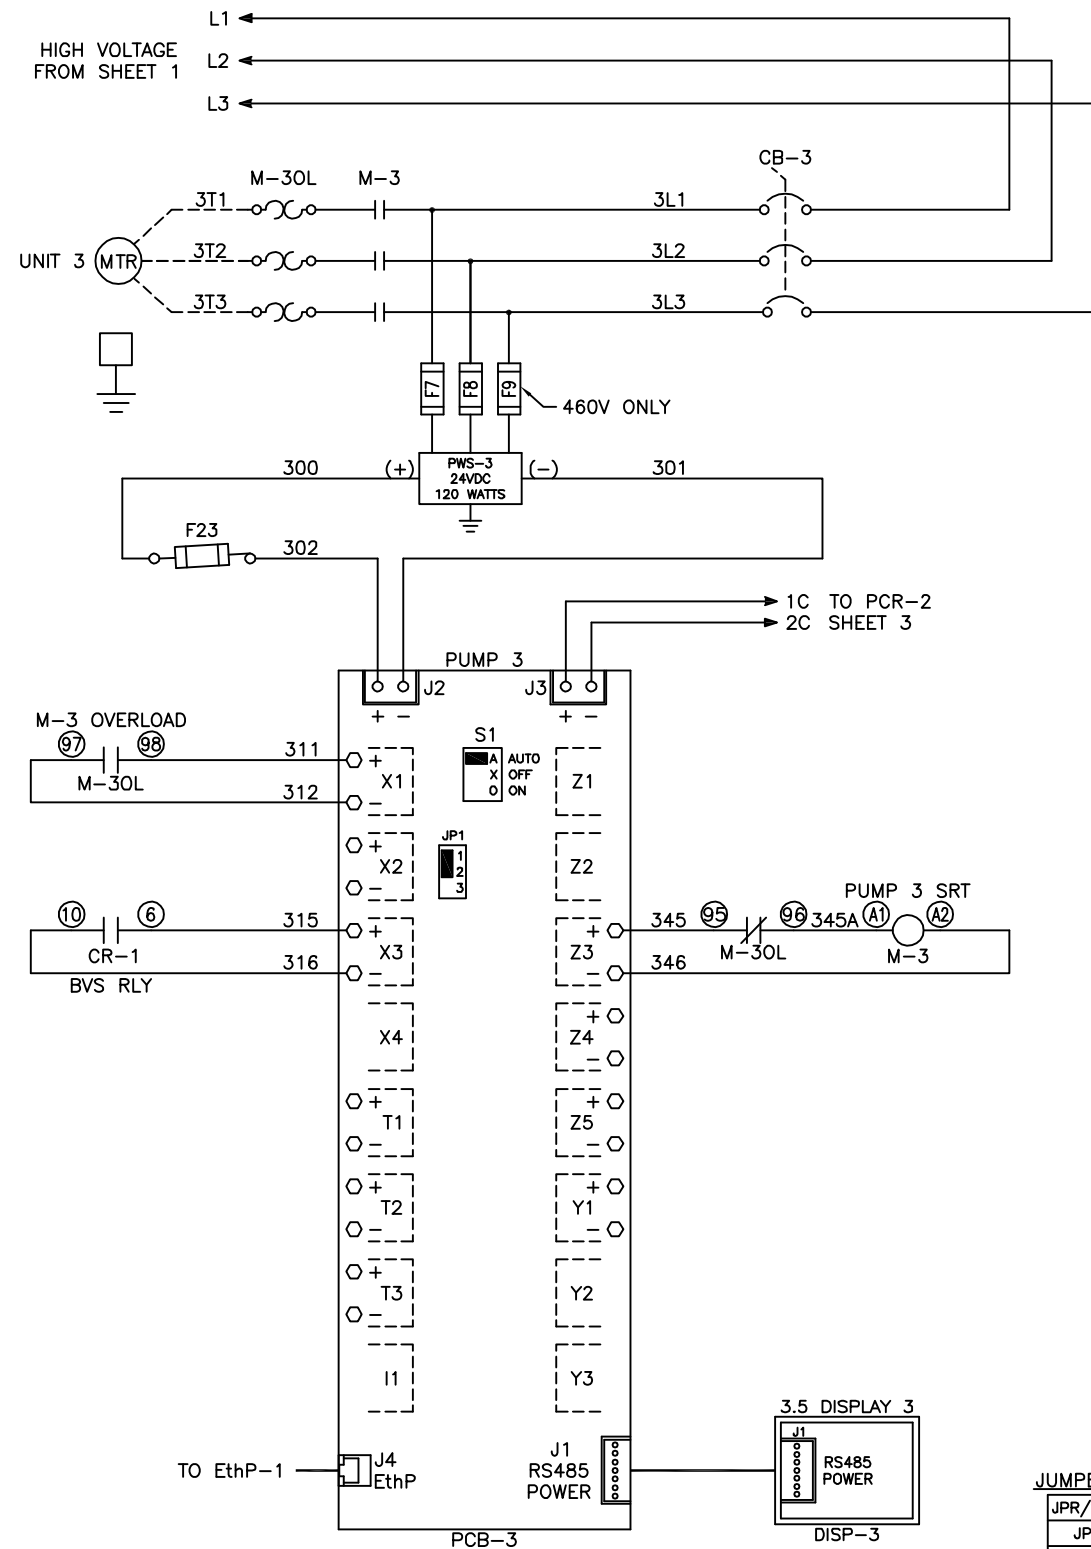 L1
HIGH VOLTAGE
FROM SHEET 1
L2
L3
CB-3
M-3OL
M-3
3T1
3L1
UNIT 3
MTR
3T2
3L2
3T3
3L3
F7
F8
F9
460V ONLY
300
(+)
PWS-3
24VDC
120 WATTS
(-)
301
F23
302
1C TO PCR-2
2C SHEET 3
PUMP 3
J2
J3
+ -
+ -
M-3 OVERLOAD
97
98
M-3OL
311
312
+
-
X1
S1
A AUTO
X OFF
O ON
Z1
+
-
X2
JP1
1
2
3
Z2
10
6
CR-1
BVS RLY
315
316
+
-
X3
Z3
+
-
345
346
95
96
M-3OL
345A
PUMP 3 SRT
A1
A2
M-3
X4
Z4
+
-
+
-
T1
Z5
+
-
+
-
T2
Y1
+
-
+
-
T3
Y2
I1
Y3
TO EthP-1
J4
EthP
J1
RS485
POWER
3.5 DISPLAY 3
J1
RS485
POWER
DISP-3
PCB-3
JUMPE
JPR/
JP